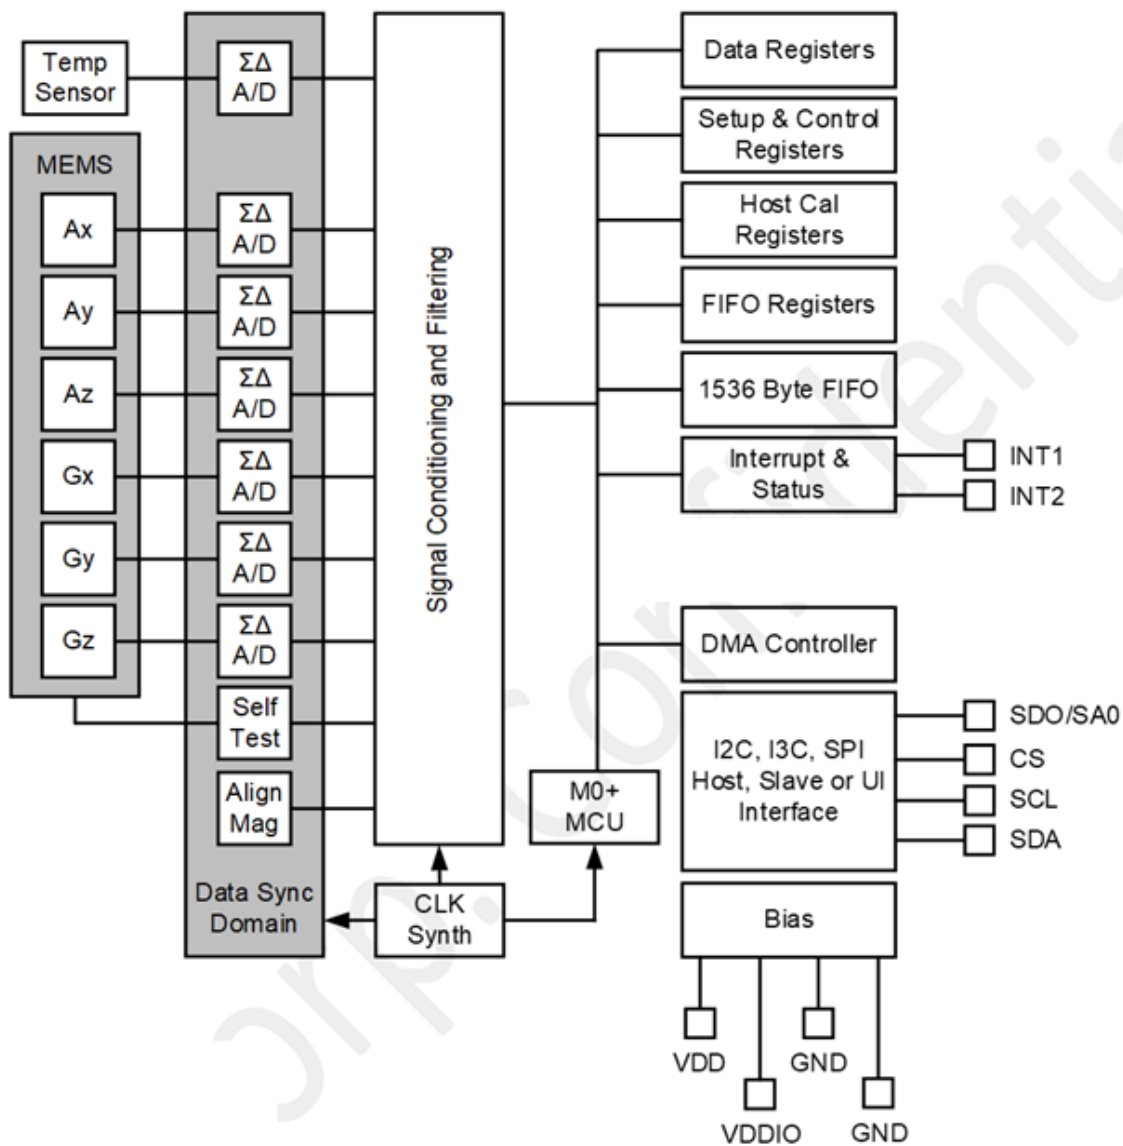 Temp
Sensor
ΣΔ
A/D
MEMS
Ax
ΣΔ
A/D
Ay
ΣΔ
A/D
Az
ΣΔ
A/D
Gx
ΣΔ
A/D
Gy
ΣΔ
A/D
Gz
ΣΔ
A/D
Self
Test
Align
Mag
Data Sync
Domain
Signal Conditioning and Filtering
CLK
Synth
M0+
MCU
Data Registers
Setup & Control
Registers
Host Cal
Registers
FIFO Registers
1536 Byte FIFO
Interrupt &
Status
INT1
INT2
DMA Controller
I2C, I3C, SPI
Host, Slave or UI
Interface
SDO/SA0
CS
SCL
SDA
Bias
VDD
GND
VDDIO
GND
orp. Confidentia